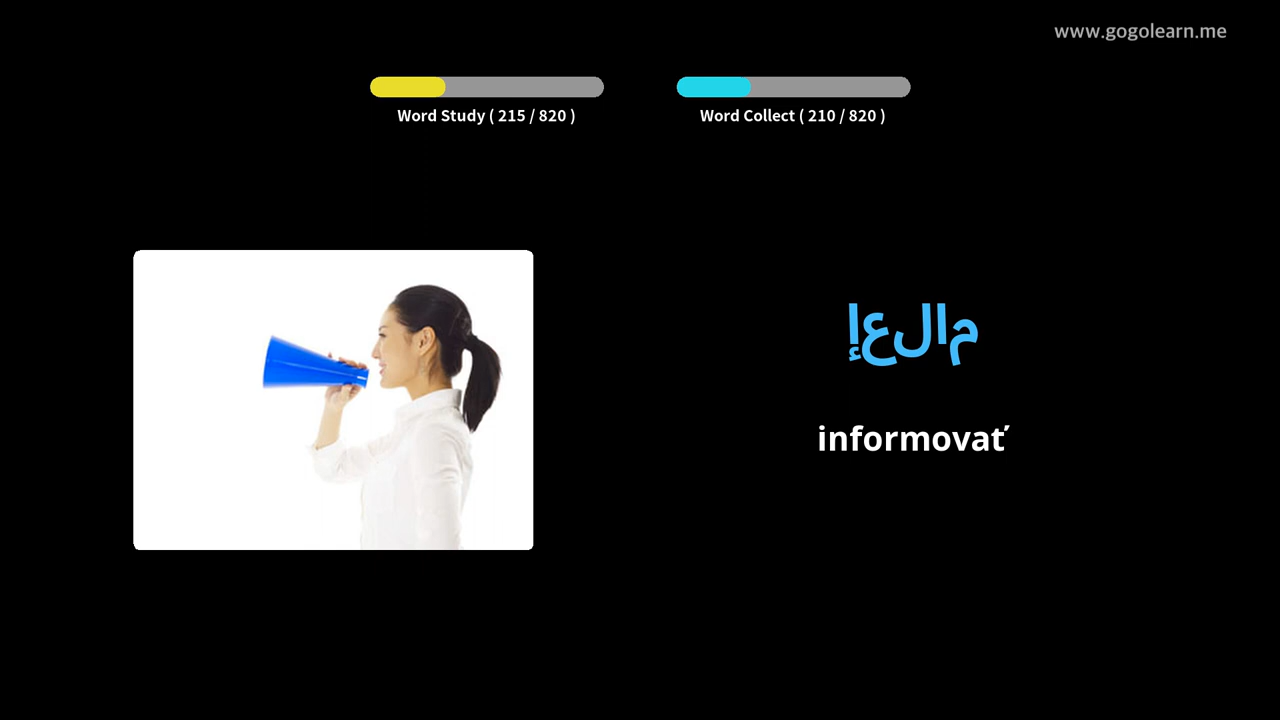 www.gogolearn.me
Word Study ( 215 / 820 )
Word Collect ( 210 / 820 )
إعلام
informovať